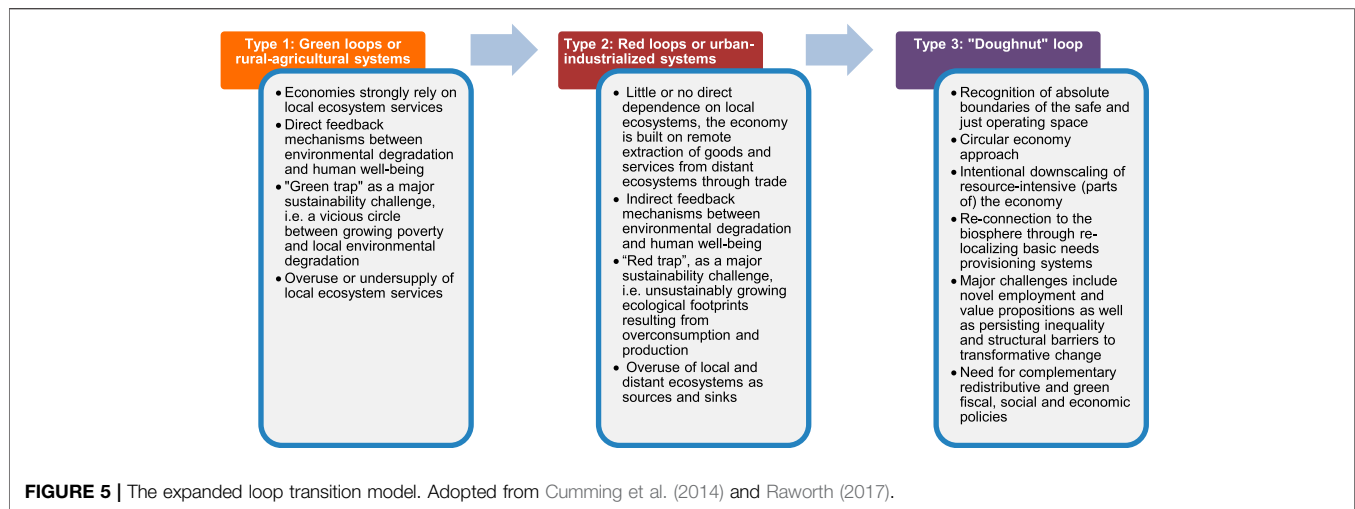 Type 1: Green loops or
rural-agricultural systems
• Economies strongly rely on
local ecosystem services
• Direct feedback
mechanisms between
environmental degradation
and human well-being
• "Green trap" as a major
sustainability challenge,
i.e. a vicious circle
between growing poverty
and local environmental
degradation
• Overuse or undersupply of
local ecosystem services
Type 2: Red loops or urban-
industrialized systems
• Little or no direct
dependence on local
ecosystems, the economy
is built on remote
extraction of goods and
services from distant
ecosystems through trade
• Indirect feedback
mechanisms between
environmental degradation
and human well-being
• “Red trap”, as a major
sustainability challenge,
i.e. unsustainably growing
ecological footprints
resulting from
overconsumption and
production
• Overuse of local and
distant ecosystems as
sources and sinks
Type 3: "Doughnut" loop
• Recognition of absolute
boundaries of the safe and
just operating space
• Circular economy
approach
• Intentional downscaling of
resource-intensive (parts
of) the economy
• Re-connection to the
biosphere through re-
localizing basic needs
provisioning systems
• Major challenges include
novel employment and
value propositions as well
as persisting inequality
and structural barriers to
transformative change
• Need for complementary
redistributive and green
fiscal, social and economic
policies
FIGURE 5 | The expanded loop transition model. Adopted from Cumming et al. (2014) and Raworth (2017).